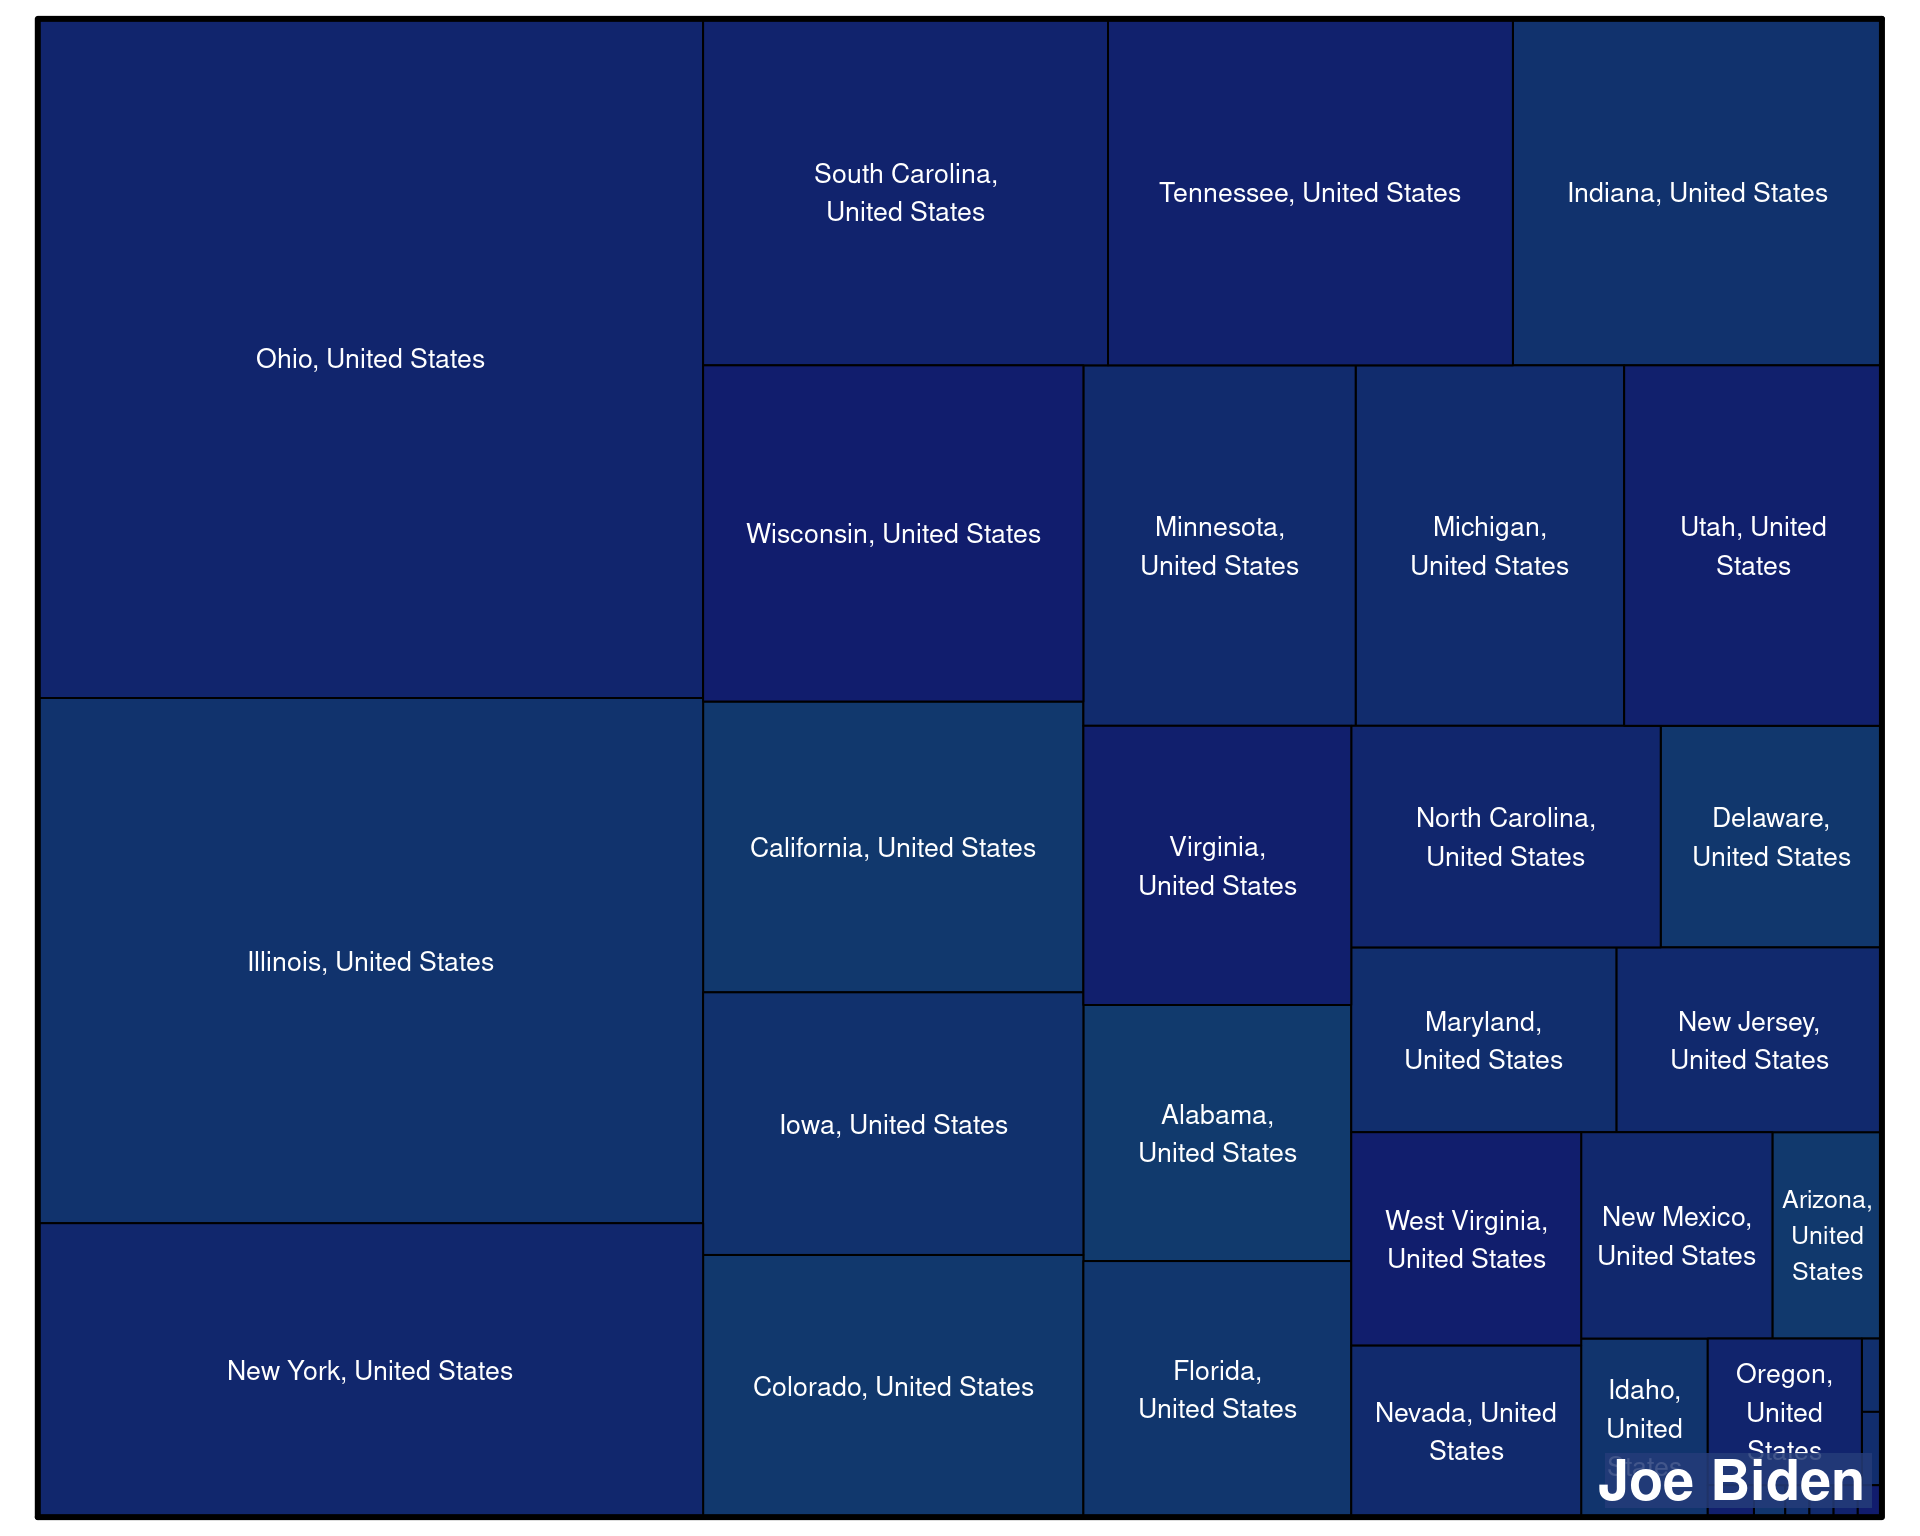 South Carolina,
United States
Tennessee, United States
Indiana, United States
Ohio, United States
Wisconsin, United States
Minnesota,
United States
Michigan,
United States
Utah, United
States
California, United States
Virginia,
United States
North Carolina,
United States
Delaware,
United States
Illinois, United States
Maryland,
United States
New Jersey,
United States
Iowa, United States
Alabama,
United States
West Virginia,
United States
New Mexico,
United States
Arizona,
United
States
New York, United States
Colorado, United States
Florida,
United States
Nevada, United
States
Idaho,
United
States
Oregon,
United
States
Joe Biden